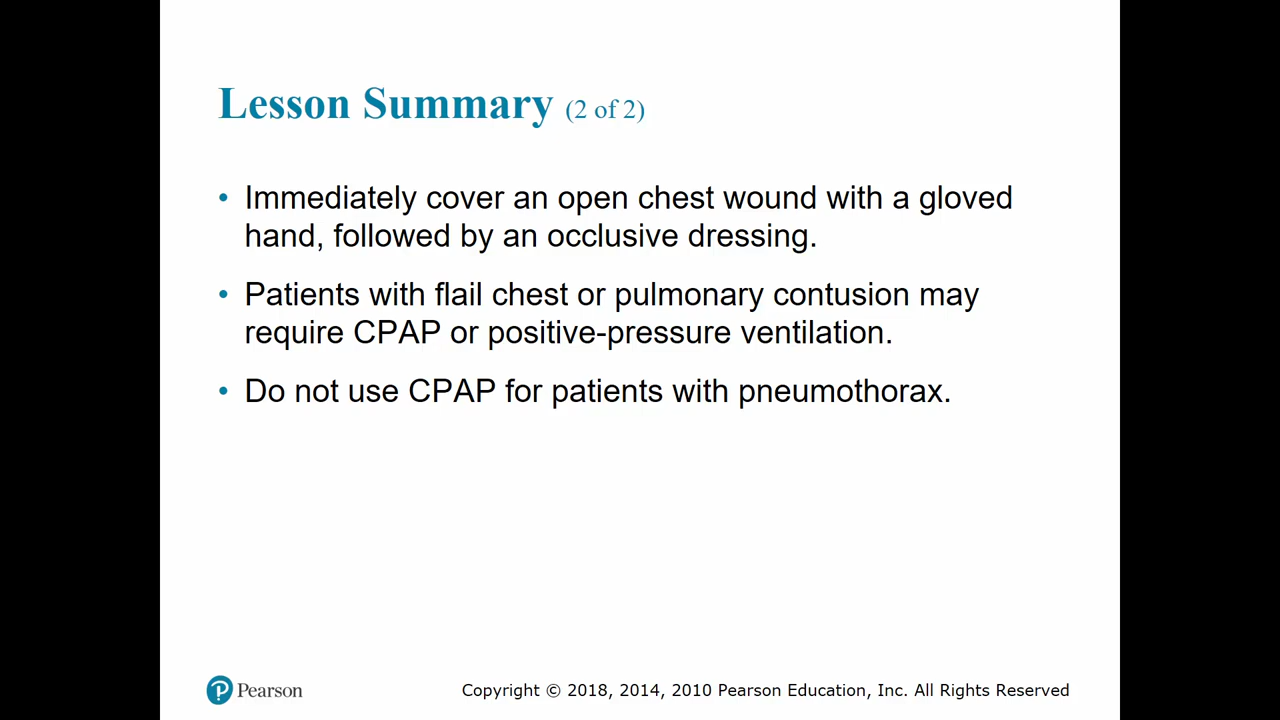 Lesson Summary (2 of 2)
• Immediately cover an open chest wound with a gloved
hand, followed by an occlusive dressing.
• Patients with flail chest or pulmonary contusion may
require CPAP or positive-pressure ventilation.
• Do not use CPAP for patients with pneumothorax.
Pearson
Copyright © 2018, 2014, 2010 Pearson Education, Inc. All Rights Reserved